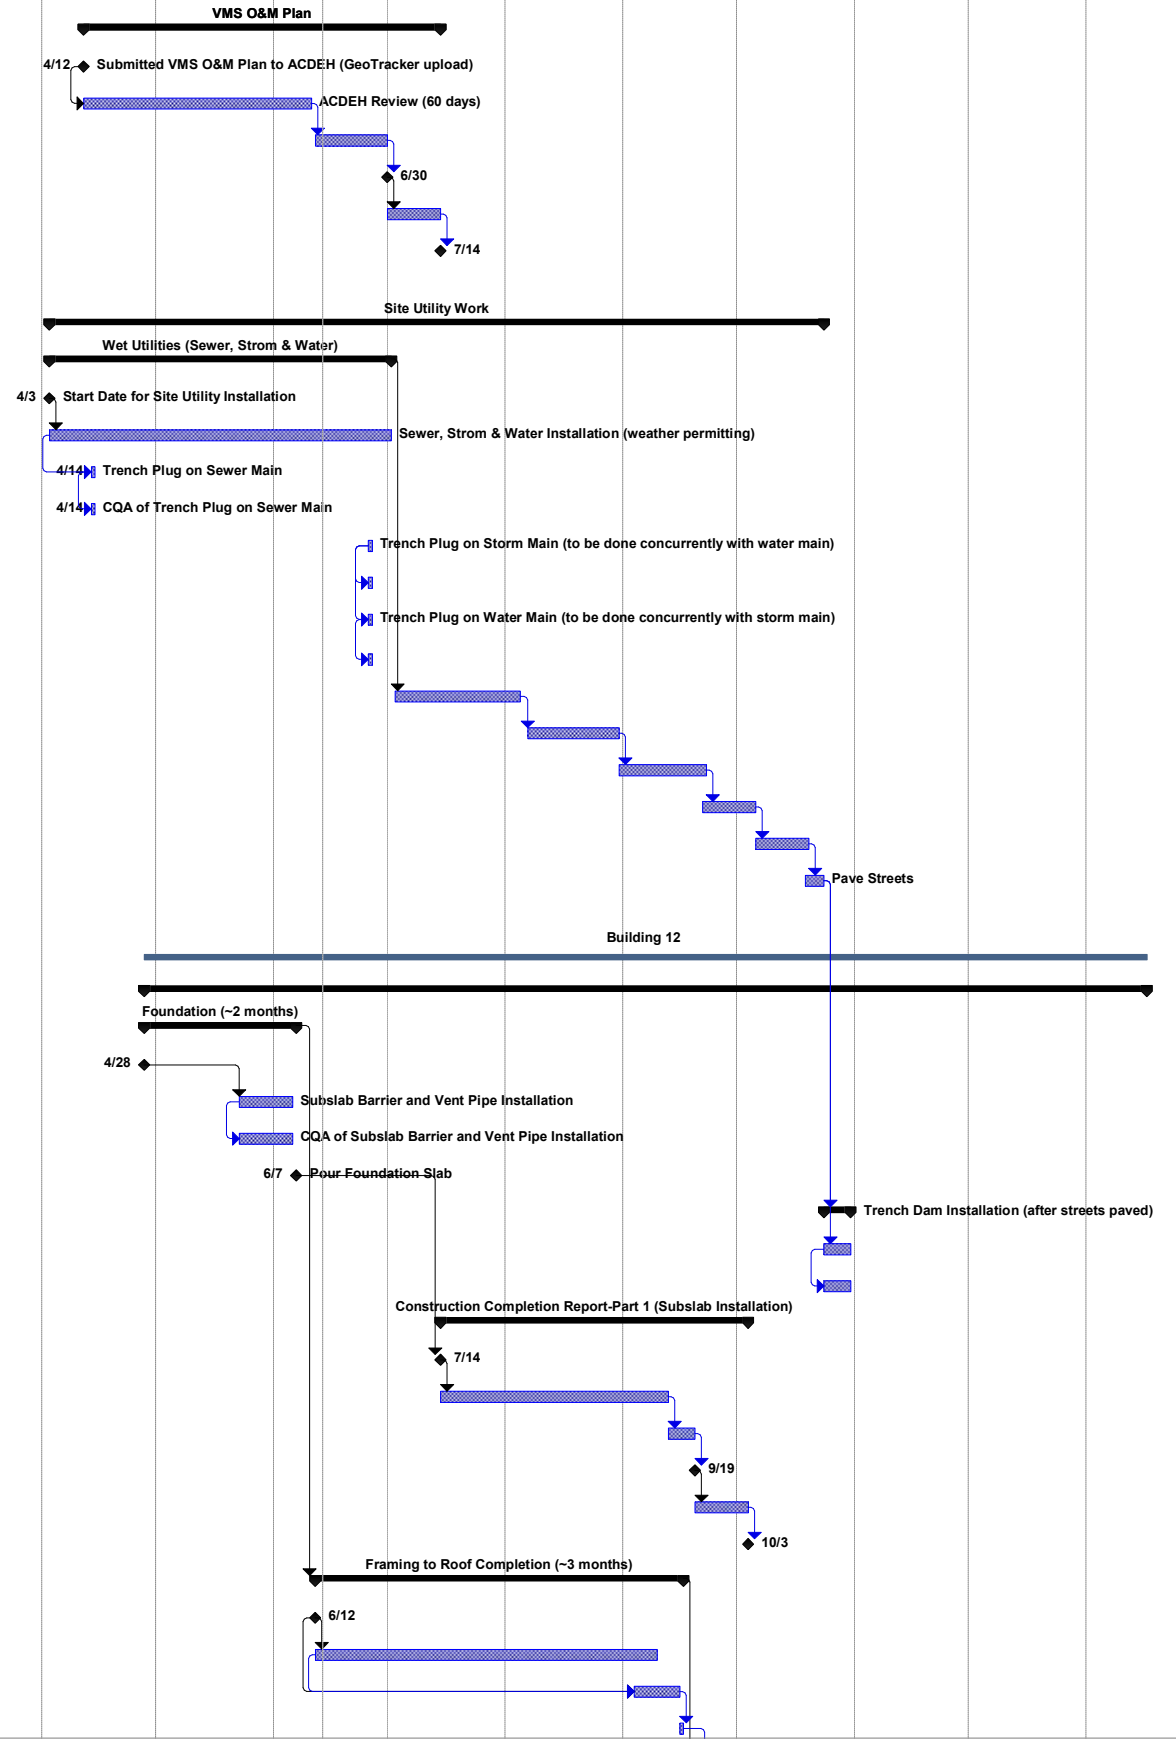 VMS O&M Plan
4/12 Submitted VMS O&M Plan to ACDEH (GeoTracker upload)
ACDEH Review (60 days)
6/30
7/14
Site Utility Work
Wet Utilities (Sewer, Strom & Water)
4/3 Start Date for Site Utility Installation
Sewer, Strom & Water Installation (weather permitting)
4/14 Trench Plug on Sewer Main
4/14 CQA of Trench Plug on Sewer Main
Trench Plug on Storm Main (to be done concurrently with water main)
Trench Plug on Water Main (to be done concurrently with storm main)
Pave Streets
Building 12
Foundation (~2 months)
4/28
Subslab Barrier and Vent Pipe Installation
CQA of Subslab Barrier and Vent Pipe Installation
6/7 Pour Foundation Slab
Trench Dam Installation (after streets paved)
Construction Completion Report-Part 1 (Subslab Installation)
7/14
9/19
10/3
Framing to Roof Completion (~3 months)
6/12